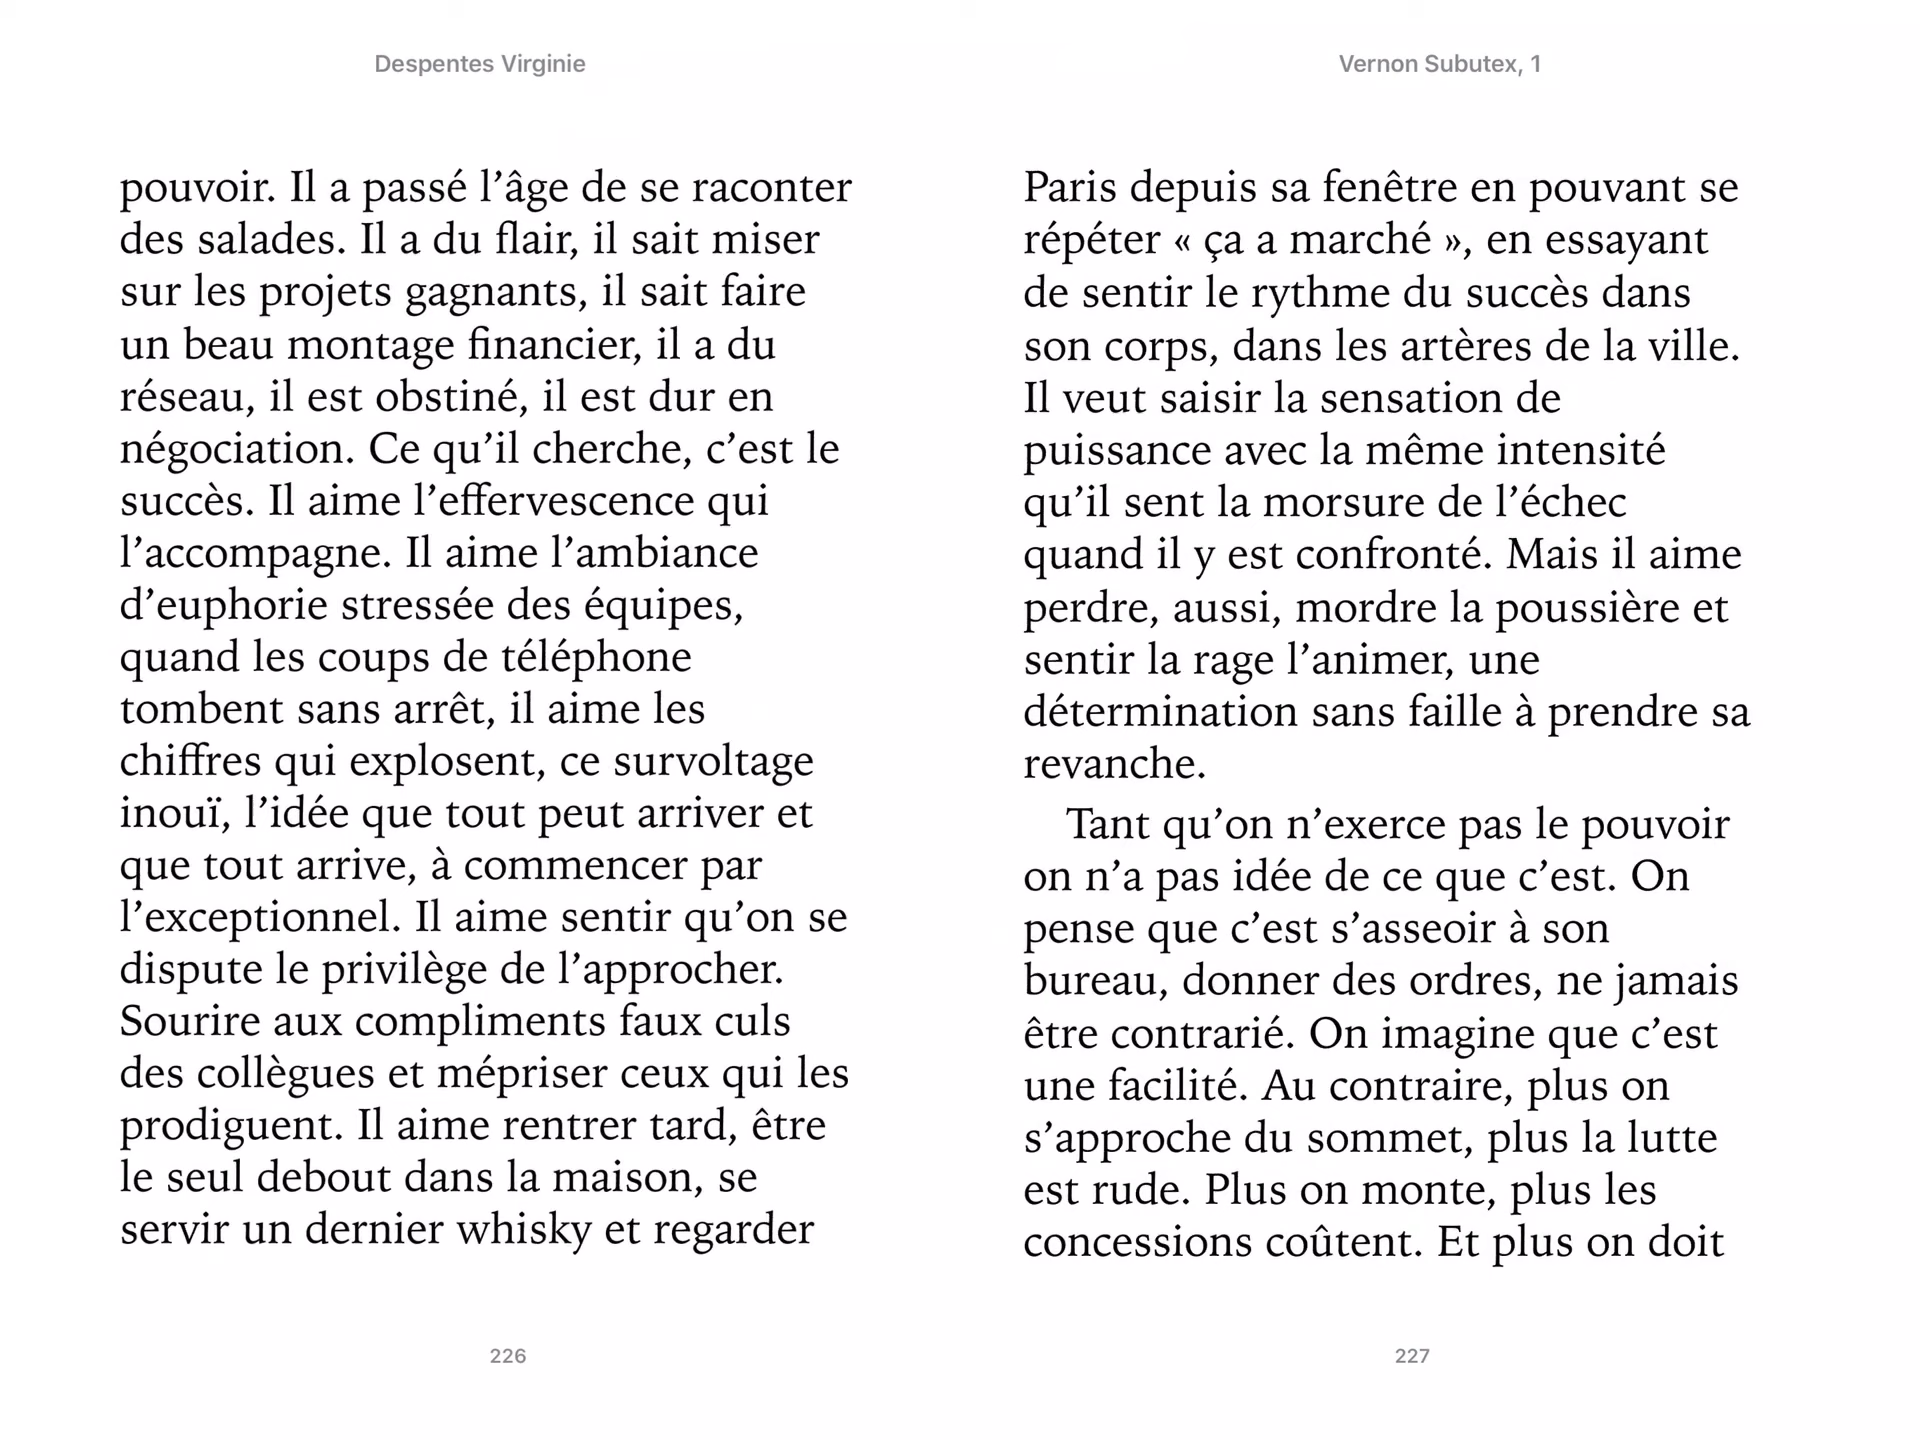 Despentes Virginie
pouvoir. Il a passé l’âge de se raconter
des salades. Il a du flair, il sait miser
sur les projets gagnants, il sait faire
un beau montage financier, il a du
réseau, il est obstiné, il est dur en
négociation. Ce qu’il cherche, c’est le
succès. Il aime l’effervescence qui
l’accompagne. Il aime l’ambiance
d’euphorie stressée des équipes,
quand les coups de téléphone
tombent sans arrêt, il aime les
chiffres qui explosent, ce survoltage
inouï, l’idée que tout peut arriver et
que tout arrive, à commencer par
l’exceptionnel. Il aime sentir qu’on se
dispute le privilège de l’approcher.
Sourire aux compliments faux culs
des collègues et mépriser ceux qui les
prodiguent. Il aime rentrer tard, être
le seul debout dans la maison, se
servir un dernier whisky et regarder
226
Vernon Subutex, 1
Paris depuis sa fenêtre en pouvant se
répéter « ça a marché », en essayant
de sentir le rythme du succès dans
son corps, dans les artères de la ville.
Il veut saisir la sensation de
puissance avec la même intensité
qu’il sent la morsure de l’échec
quand il y est confronté. Mais il aime
perdre, aussi, mordre la poussière et
sentir la rage l’animer, une
détermination sans faille à prendre sa
revanche.
Tant qu’on n’exerce pas le pouvoir
on n’a pas idée de ce que c’est. On
pense que c’est s’asseoir à son
bureau, donner des ordres, ne jamais
être contrarié. On imagine que c’est
une facilité. Au contraire, plus on
s’approche du sommet, plus la lutte
est rude. Plus on monte, plus les
concessions coûtent. Et plus on doit
227